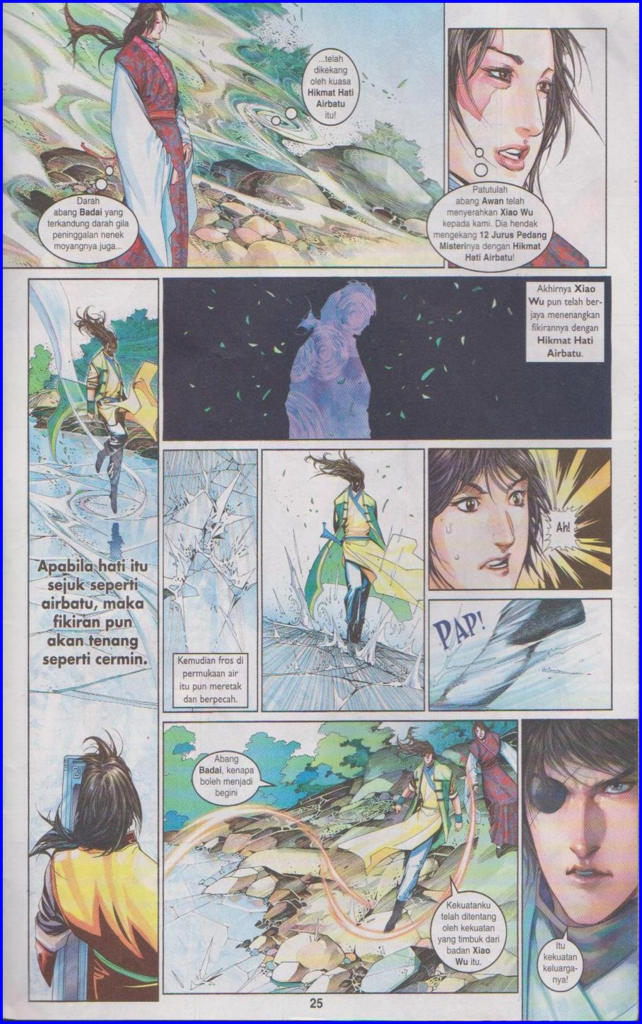 ...telah
dikekang
oleh kuasa
Hikmat Hati
Airbatu
itu!
Darah
abang Badai yang
terkandung darah gila
peninggalan nenek
moyangnya juga...
Patutulah
abang Awan telah
menyerahkan Xiao Wu
kepada kami. Dia hendak
mengekang 12 Jurus Pedang
Misterinya dengan Hikmat
Hati Airbatu!
Akhirnya Xiao
Wu pun telah ber-
jaya menenangkan
fikirannya dengan
Hikmat Hati
Airbatu.
Apabila hati itu
sejuk seperti
airbatu, maka
fikiran pun
akan tenang
seperti cermin.
Kemudian fros di
permukaan air
itu pun meretak
dan berpecah.
Ah!
PAP!
Abang
Badai, kenapa
boleh menjadi
begini
Kekuatanku
telah ditentang
oleh kekuatan
yang timbuk dari
badan Xiao
Wu itu.
Itu
kekuatan
keluarga-
nya!
25